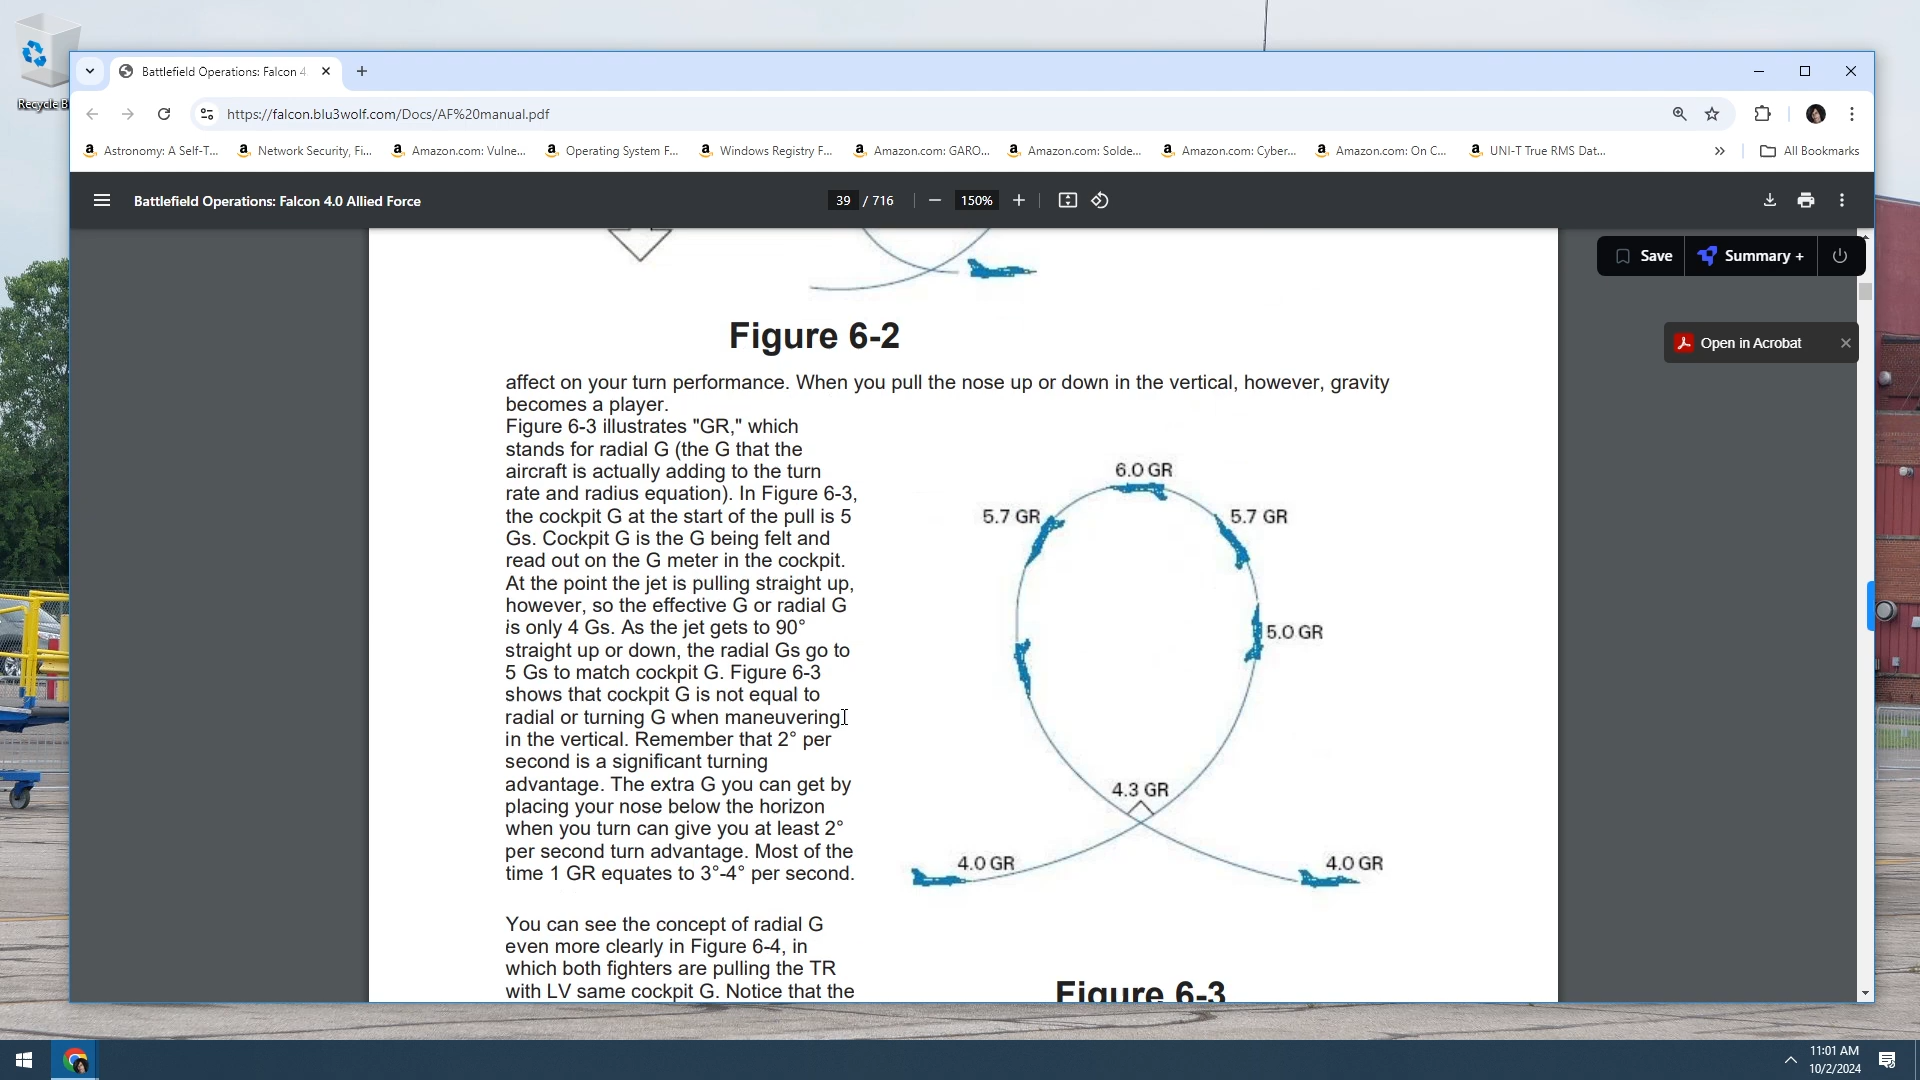 Recycle B
Battlefield Operations: Falcon 4
https://falcon.blu3wolf.com/Docs/AF%20manual.pdf
Astronomy: A Self-T...
Network Security, Fi...
Amazon.com: Vulne...
Operating System F...
Windows Registry F...
Amazon.com: GARO...
Amazon.com: Solde...
Amazon.com: Cyber...
Amazon.com: On C...
UNI-T True RMS Dat...
All Bookmarks
Battlefield Operations: Falcon 4.0 Allied Force
39 / 716
150%
Save
Summary +
Open in Acrobat
Figure 6-2
affect on your turn performance. When you pull the nose up or down in the vertical, however, gravity
becomes a player.
Figure 6-3 illustrates "GR," which
stands for radial G (the G that the
aircraft is actually adding to the turn
rate and radius equation). In Figure 6-3,
the cockpit G at the start of the pull is 5
Gs. Cockpit G is the G being felt and
read out on the G meter in the cockpit.
At the point the jet is pulling straight up,
however, so the effective G or radial G
is only 4 Gs. As the jet gets to 90°
straight up or down, the radial Gs go to
5 Gs to match cockpit G. Figure 6-3
shows that cockpit G is not equal to
radial or turning G when maneuvering
in the vertical. Remember that 2° per
second is a significant turning
advantage. The extra G you can get by
placing your nose below the horizon
when you turn can give you at least 2°
per second turn advantage. Most of the
time 1 GR equates to 3°-4° per second.
You can see the concept of radial G
even more clearly in Figure 6-4, in
which both fighters are pulling the TR
with LV same cockpit G. Notice that the
6.0 GR
5.7 GR
5.7 GR
5.0 GR
4.3 GR
4.0 GR
4.0 GR
Figure 6-3
11:01 AM
10/2/2024